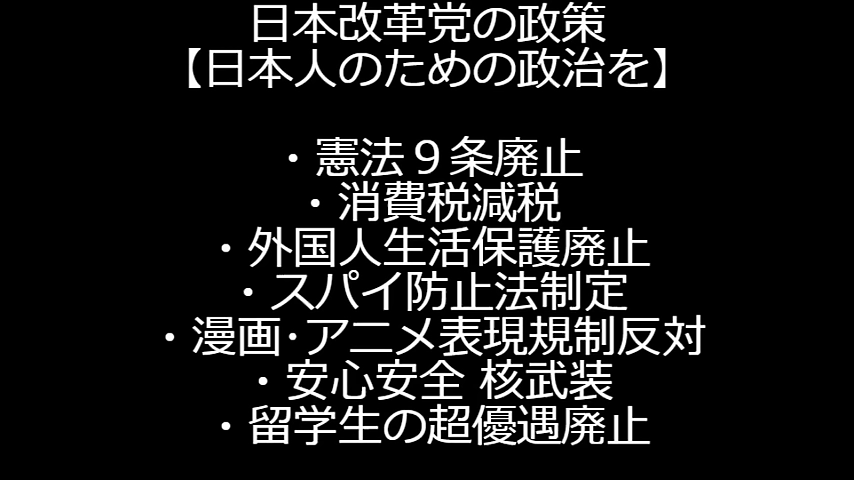 日本改革党の政策
【日本人のための政治を】
・憲法９条廃止
・消費税減税
・外国人生活保護廃止
・スパイ防止法制定
・漫画･アニメ表現規制反対
・安心安全 核武装
・留学生の超優遇廃止